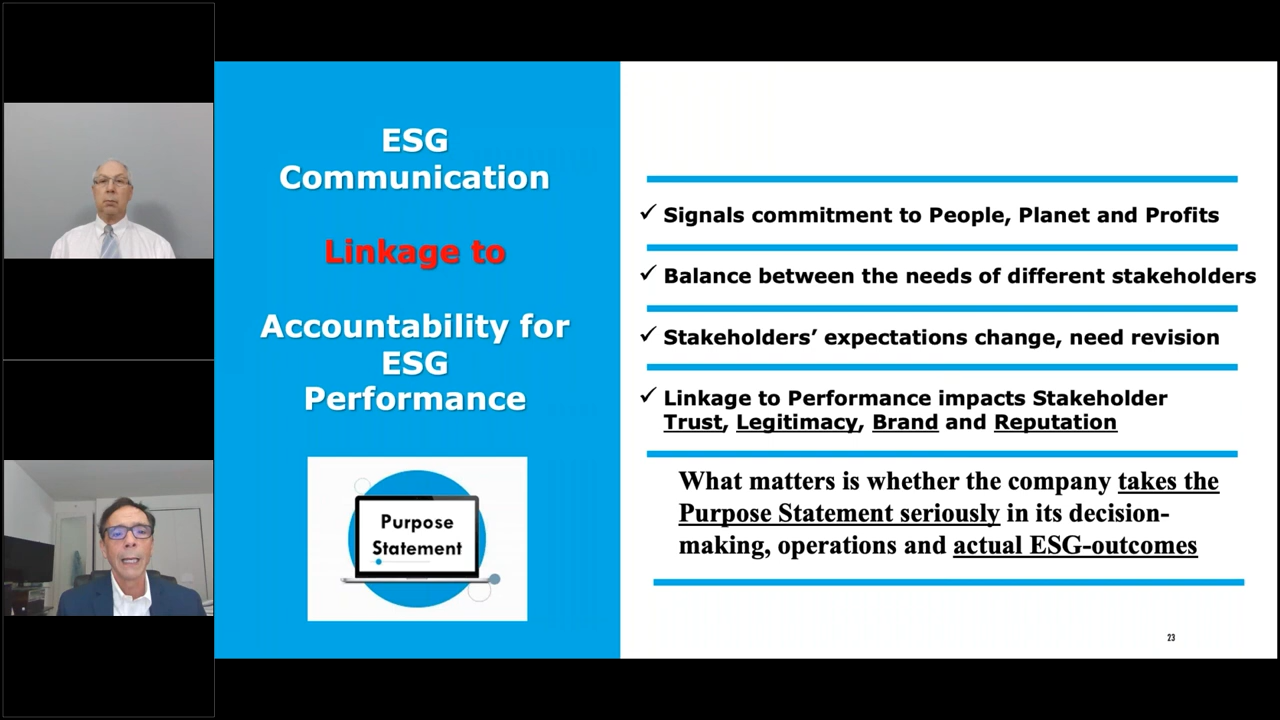 ESG
Communication
Linkage to
Accountability for
ESG
Performance
Purpose
Statement
✓ Signals commitment to People, Planet and Profits
✓ Balance between the needs of different stakeholders
✓ Stakeholders’ expectations change, need revision
✓ Linkage to Performance impacts Stakeholder
Trust, Legitimacy, Brand and Reputation
What matters is whether the company takes the
Purpose Statement seriously in its decision-
making, operations and actual ESG-outcomes
23